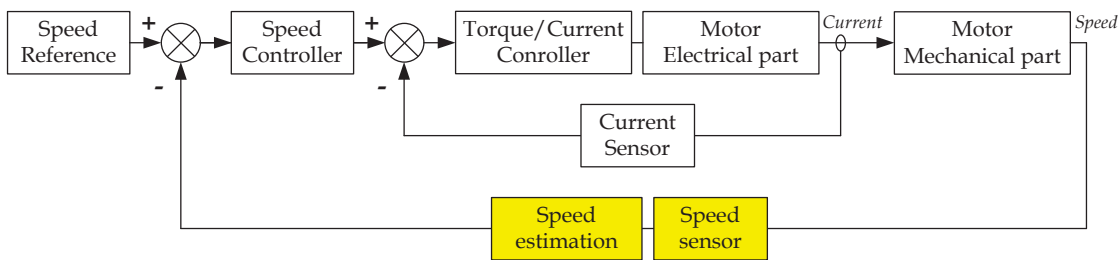 Speed
Reference
+
-
Speed
Controller
+
-
Torque/Current
Conroller
Motor
Electrical part
Current
Motor
Mechanical part
Speed
Current
Sensor
Speed
estimation
Speed
sensor